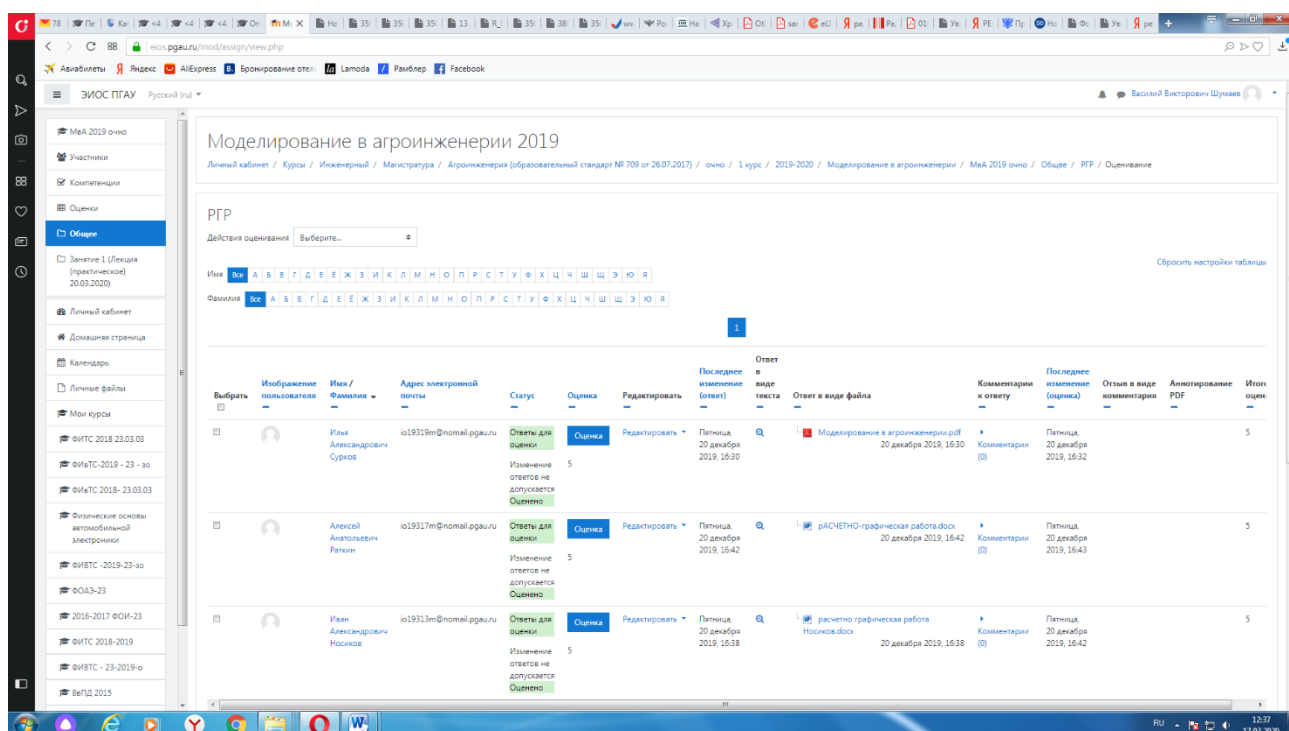 eios.pgau.ru/mod/assign/view.php
Авиабилеты Яндекс AliExpress Бронирование отел Lamoda Рамблер Facebook
ЭИОС ПГАУ Русский (ru)
Василий Викторович Шумаев
МвА 2019 очно
Участники
Компетенции
Оценки
Общее
Занятие 1 (Лекция
(практическое)
20.03.2020)
Личный кабинет
Домашняя страница
Календарь
Личные файлы
Мои курсы
ФИТС 2018 23.03.03
ФИвТС-2019 - 23 - зо
ФИвТС 2018- 23.03.03
Физические основы
автомобильной
электроники
ФИВТС -2019-23-зо
ФОАЭ-23
2016-2017 ФОИ-23
ФИТС 2018-2019
ФИВТС - 23-2019-о
ВвПД 2015
Моделирование в агроинженерии 2019
Личный кабинет / Курсы / Инженерный / Магистратура / Агроинженерия (образовательный стандарт № 709 от 26.07.2017) / очно / 1 курс / 2019-2020 / Моделирование в агроинженерии / МвА 2019 очно / Общее / РГР / Оценивание
РГР
Действия оценивания Выберите...
Сбросить настройки таблицы
Имя Все А Б В Г Д Е Ё Ж З И К Л М Н О П Р С Т У Ф Х Ц Ч Ш Щ Э Ю Я
Фамилия Все А Б В Г Д Е Ё Ж З И К Л М Н О П Р С Т У Ф Х Ц Ч Ш Щ Э Ю Я
1
Выбрать
Изображение
пользователя
Имя /
Фамилия
Адрес электронной
почты
Статус
Оценка
Редактировать
Последнее
изменение
(ответ)
Ответ
в
виде
текста
Ответ в виде файла
Комментарии
к ответу
Последнее
изменение
(оценка)
Отзыв в виде
комментария
Аннотирование
PDF
Итого
оцен
Илья
Александрович
Сурков
io19319m@nomail.pgau.ru
Ответы для
оценки
Изменение
ответов не
допускается
Оценено
Оценка
5
Редактировать
Пятница,
20 декабря
2019, 16:30
Моделирование в агроинженерии.pdf
20 декабря 2019, 16:30
Комментарии
(0)
Пятница,
20 декабря
2019, 16:32
5
Алексей
Анатольевич
Раткин
io19317m@nomail.pgau.ru
Ответы для
оценки
Изменение
ответов не
допускается
Оценено
Оценка
5
Редактировать
Пятница,
20 декабря
2019, 16:42
рАСЧЕТНО-графическая работа.docx
20 декабря 2019, 16:42
Комментарии
(0)
Пятница,
20 декабря
2019, 16:43
5
Иван
Александрович
Носиков
io19313m@nomail.pgau.ru
Ответы для
оценки
Изменение
ответов не
допускается
Оценено
Оценка
5
Редактировать
Пятница,
20 декабря
2019, 16:38
расчетно графическая работа
Носиков.docx
20 декабря 2019, 16:38
Комментарии
(0)
Пятница,
20 декабря
2019, 16:42
5
RU
12:37
17.03.2020